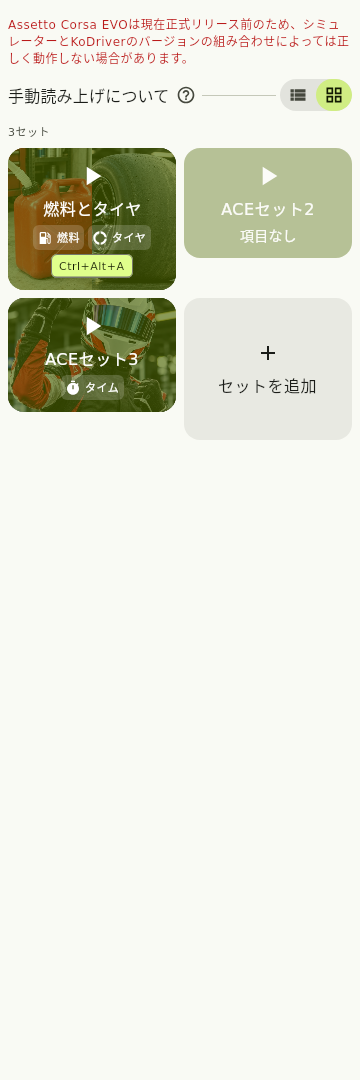 Assetto Corsa EVOは現在正式リリース前のため、シミュ
レーターとKoDriverのバージョンの組み合わせによっては正
しく動作しない場合があります。
手動読み上げについて
3セット
燃料とタイヤ
燃料 タイヤ
Ctrl+Alt+A
ACEセット2
項目なし
ACEセット3
タイム
セットを追加